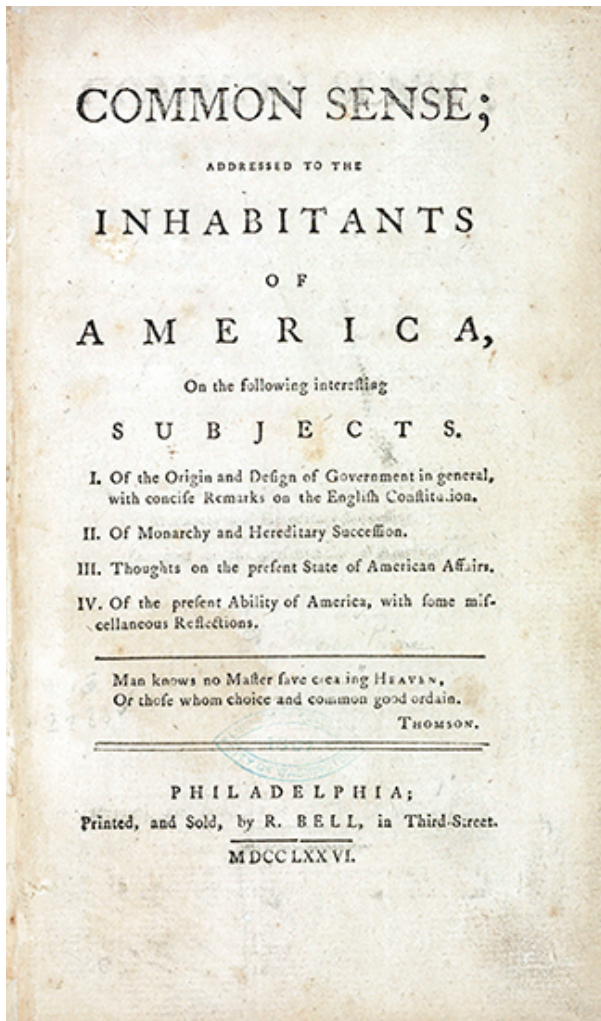 COMMON SENSE;
ADDRESSED TO THE
INHABITANTS
OF
AMERICA,
On the following intereſting
SUBJECTS.
I. Of the Origin and Deſign of Government in general,
with conciſe Remarks on the Engliſh Conſtitution.
II. Of Monarchy and Hereditary Succeſſion.
III. Thoughts on the preſent State of American Affairs.
IV. Of the preſent Ability of America, with ſome miſ-
cellaneous Reflections.
Man knows no Maſter ſave creating HEAVEN,
Or thoſe whom choice and common good ordain.
THOMSON.
PHILADELPHIA;
Printed, and Sold, by R. BELL, in Third-Street.
MDCCLXXVI.